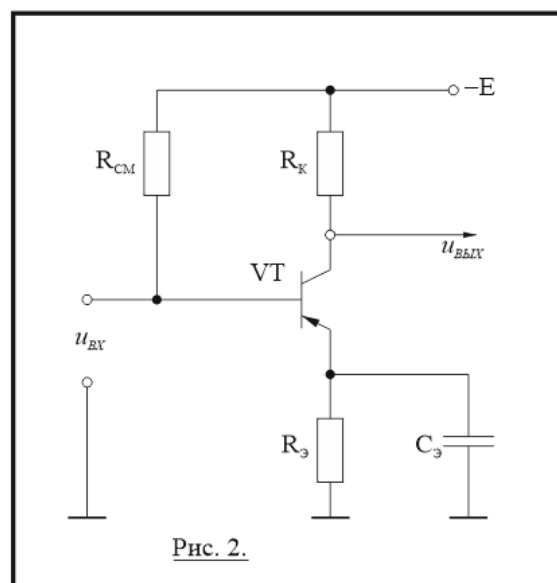 –E
R_СМ
R_К
u_ВЫХ
VT
u_ВХ
R_Э
C_Э
Рис. 2.